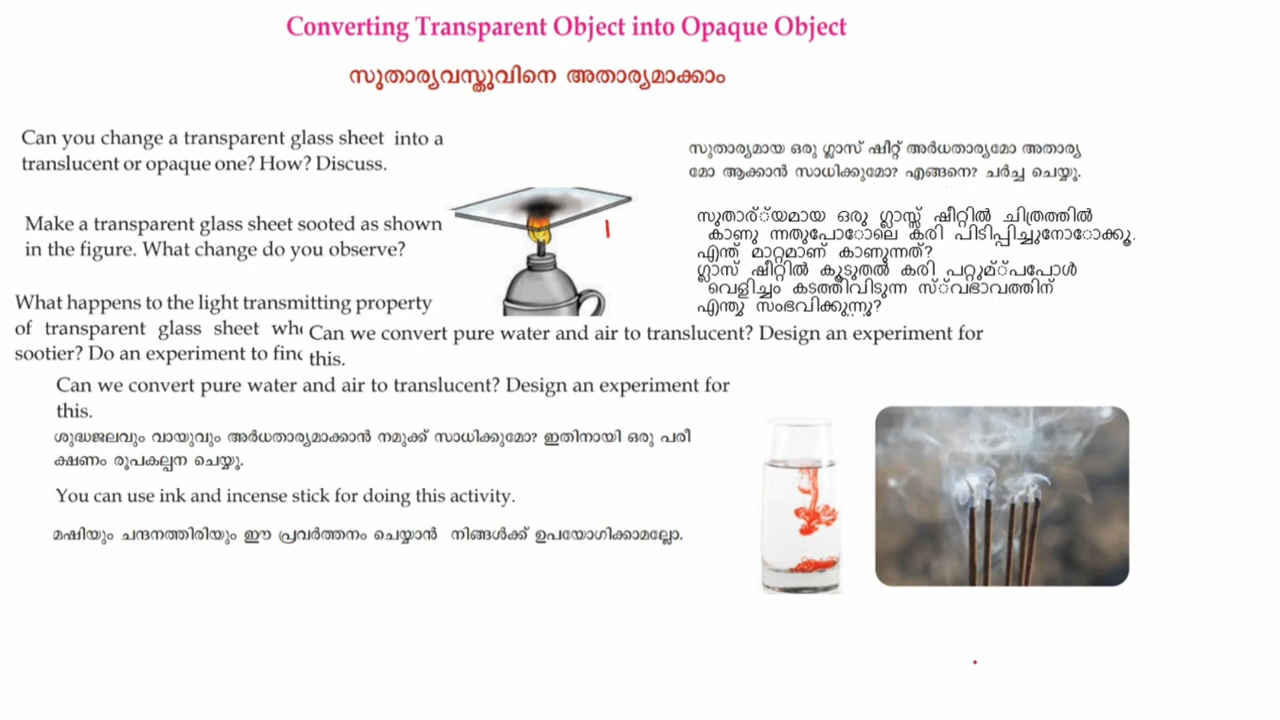 Converting Transparent Object into Opaque Object
സുതാര്യവസ്തുവിനെ അതാര്യമാക്കാം
Can you change a transparent glass sheet into a
translucent or opaque one? How? Discuss.
Make a transparent glass sheet sooted as shown
in the figure. What change do you observe?
What happens to the light transmitting property
of transparent glass sheet
sootier? Do an experiment to
സുതാര്യമായ ഒരു ഗ്ലാസ് ഷീറ്റ് അർധതാര്യമോ അതാര്യ
മോ ആക്കാൻ സാധിക്കുമോ? എങ്ങനെ? ചർച്ച ചെയ്യൂ.
സുതാര്‍്യമായ ഒരു ഗ്ലാസ്സ് ഷീറ്റിൽ ചിത്രത്തിൽ
കാണു ന്നതുപോോലെ കരി പിടിപ്പിച്ചുനോോക്കൂ.
എന്ത് മാറ്റമാണ് കാണുന്നത്?
ഗ്ലാസ് ഷീറ്റിൽ കൂടുതൽ കരി പറ്റുമ്്പപോൾ
വെളിച്ചം കടത്തിവിടുന്ന സ്്വഭാവത്തിന്
എന്തു സംഭവിക്കുന്നു?
Can we convert pure water and air to translucent? Design an experiment for
this.
Can we convert pure water and air to translucent? Design an experiment for
this.
ശുദ്ധജലവും വായുവും അർധതാര്യമാക്കാൻ നമുക്ക് സാധിക്കുമോ? ഇതിനായി ഒരു പരീ
ക്ഷണം രൂപകല്പന ചെയ്യൂ.
You can use ink and incense stick for doing this activity.
മഷിയും ചന്ദനത്തിരിയും ഈ പ്രവർത്തനം ചെയ്യാൻ നിങ്ങൾക്ക് ഉപയോഗിക്കാമല്ലോ.